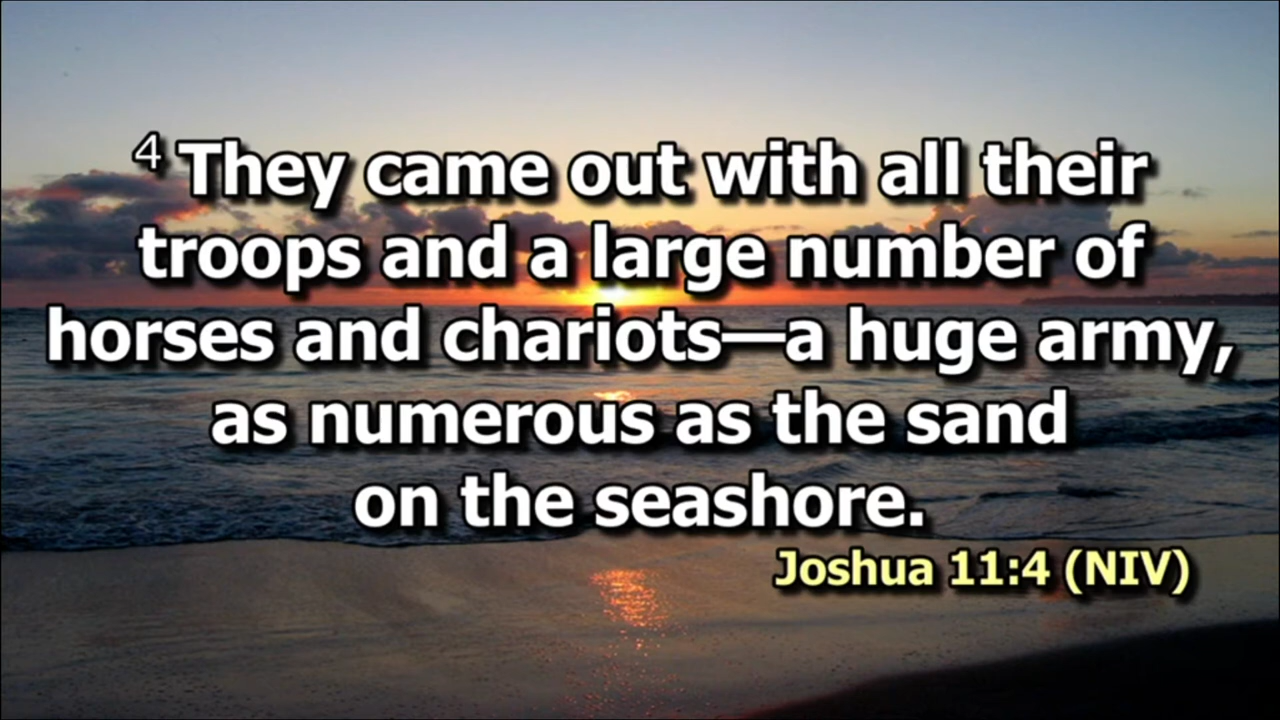 4 They came out with all their
troops and a large number of
horses and chariots—a huge army,
as numerous as the sand
on the seashore.
Joshua 11:4 (NIV)